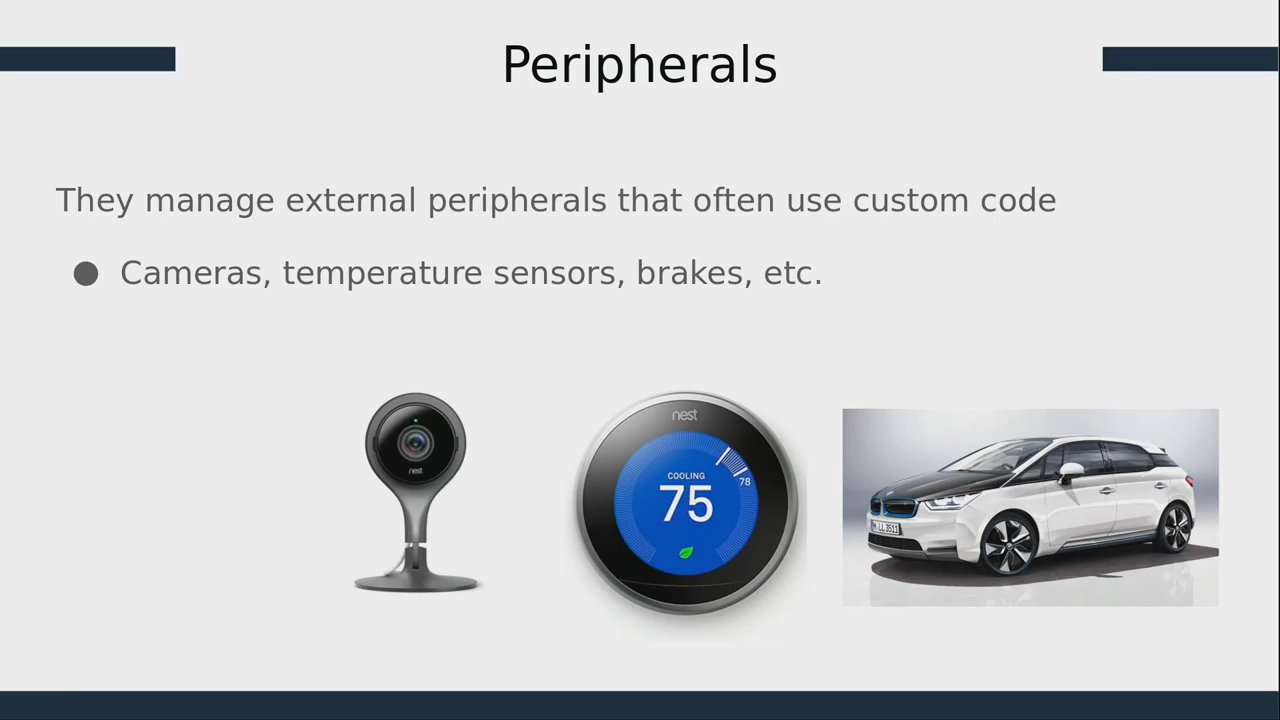 Peripherals
They manage external peripherals that often use custom code
● Cameras, temperature sensors, brakes, etc.
nest
nest
COOLING
78
75